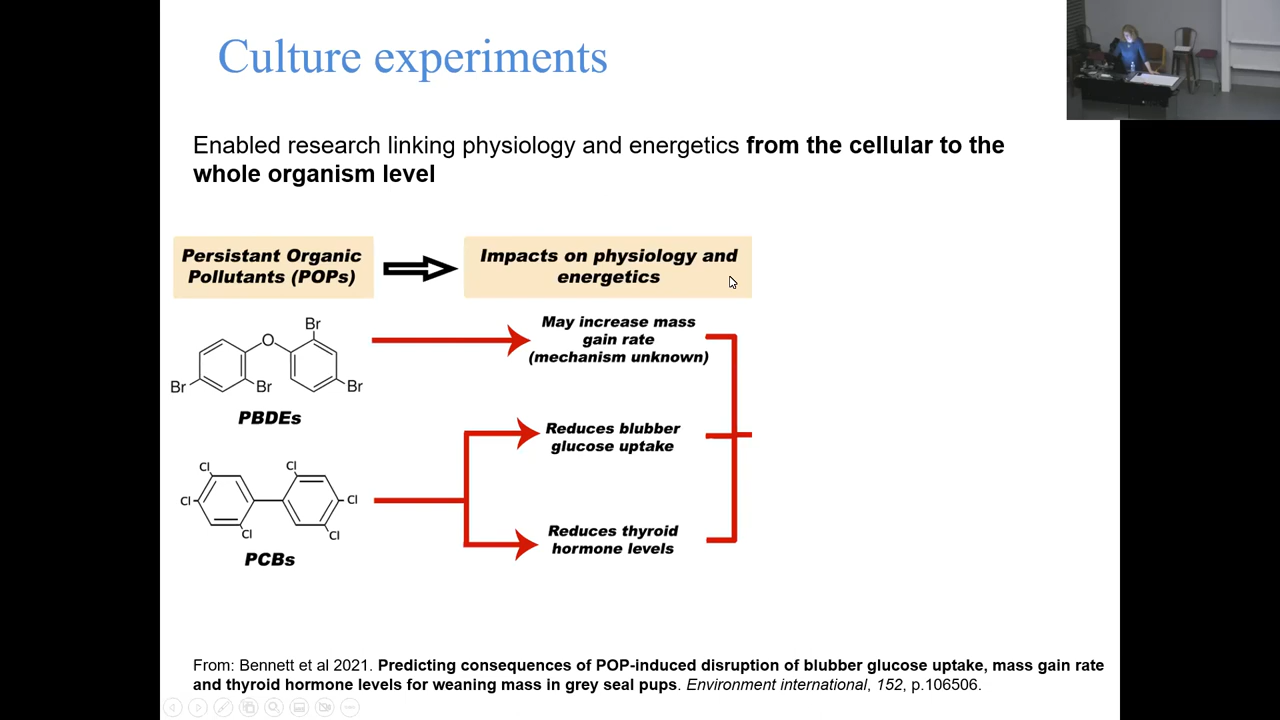 Culture experiments
Enabled research linking physiology and energetics from the cellular to the
whole organism level
Persistant Organic
Pollutants (POPs)
Impacts on physiology and
energetics
Br
O
Br
Br
Br
PBDEs
May increase mass
gain rate
(mechanism unknown)
Reduces blubber
glucose uptake
Cl
Cl
Cl
Cl
Cl
Cl
PCBs
Reduces thyroid
hormone levels
From: Bennett et al 2021. Predicting consequences of POP-induced disruption of blubber glucose uptake, mass gain rate
and thyroid hormone levels for weaning mass in grey seal pups. Environment international, 152, p.106506.